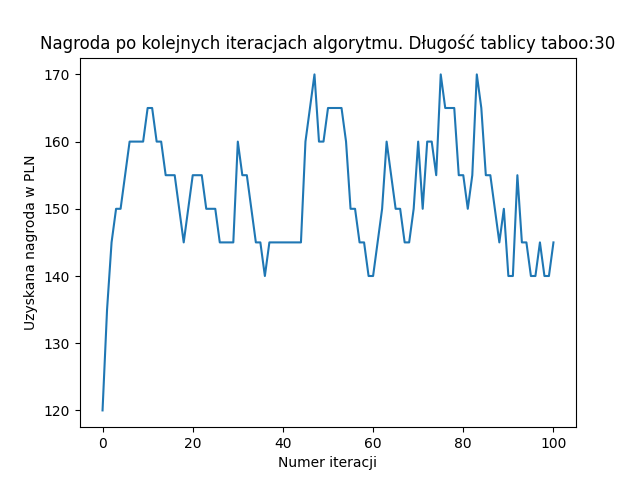 Nagroda po kolejnych iteracjach algorytmu. Długość tablicy taboo:30
170
160
150
140
130
120
Uzyskana nagroda w PLN
0 20 40 60 80 100
Numer iteracji